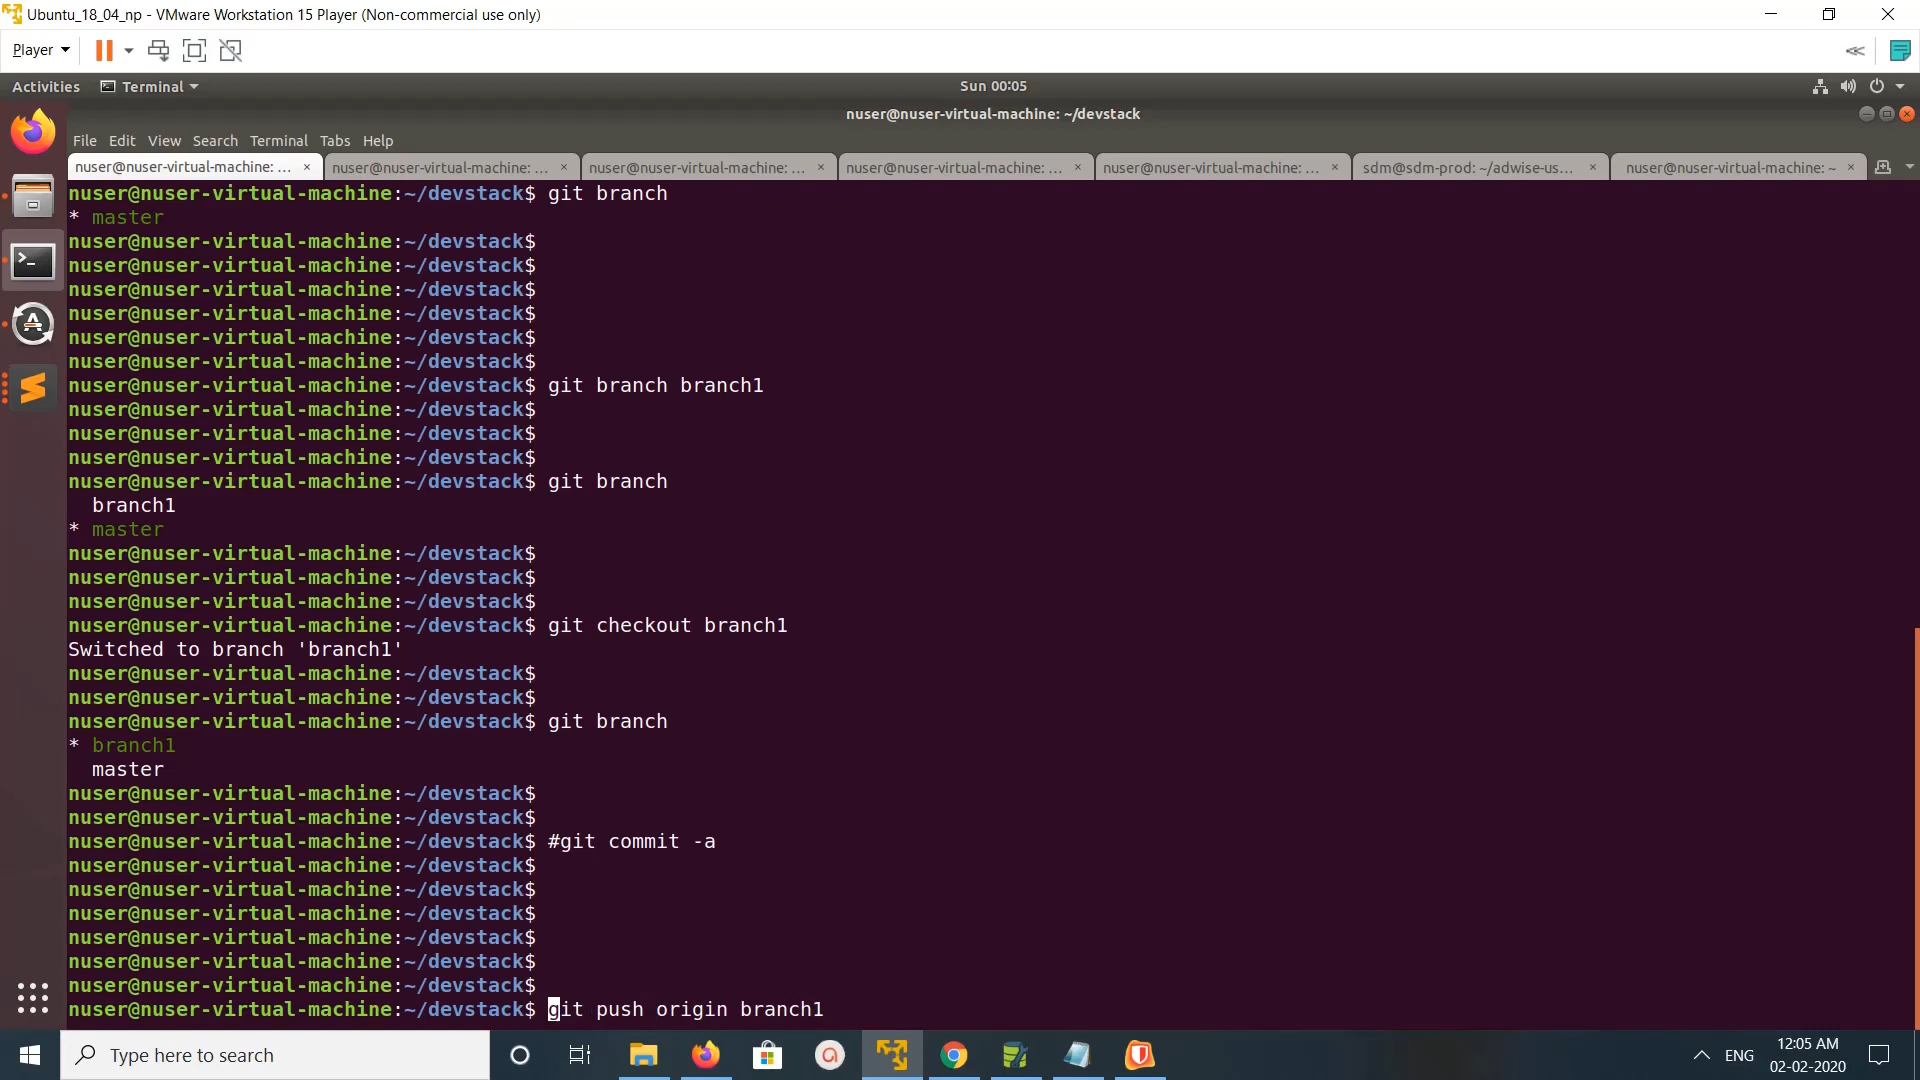 Ubuntu_18_04_np - VMware Workstation 15 Player (Non-commercial use only)
Player
Activities Terminal Sun 00:05
nuser@nuser-virtual-machine: ~/devstack
File Edit View Search Terminal Tabs Help
nuser@nuser-virtual-machine: ... × nuser@nuser-virtual-machine: ... × nuser@nuser-virtual-machine: ... × nuser@nuser-virtual-machine: ... × nuser@nuser-virtual-machine: ... × sdm@sdm-prod: ~/adwise-us... × nuser@nuser-virtual-machine: ~ ×
nuser@nuser-virtual-machine:~/devstack$ git branch
* master
nuser@nuser-virtual-machine:~/devstack$
nuser@nuser-virtual-machine:~/devstack$
nuser@nuser-virtual-machine:~/devstack$
nuser@nuser-virtual-machine:~/devstack$
nuser@nuser-virtual-machine:~/devstack$
nuser@nuser-virtual-machine:~/devstack$
nuser@nuser-virtual-machine:~/devstack$ git branch branch1
nuser@nuser-virtual-machine:~/devstack$
nuser@nuser-virtual-machine:~/devstack$
nuser@nuser-virtual-machine:~/devstack$
nuser@nuser-virtual-machine:~/devstack$ git branch
  branch1
* master
nuser@nuser-virtual-machine:~/devstack$
nuser@nuser-virtual-machine:~/devstack$
nuser@nuser-virtual-machine:~/devstack$
nuser@nuser-virtual-machine:~/devstack$ git checkout branch1
Switched to branch 'branch1'
nuser@nuser-virtual-machine:~/devstack$
nuser@nuser-virtual-machine:~/devstack$
nuser@nuser-virtual-machine:~/devstack$ git branch
* branch1
  master
nuser@nuser-virtual-machine:~/devstack$
nuser@nuser-virtual-machine:~/devstack$
nuser@nuser-virtual-machine:~/devstack$ #git commit -a
nuser@nuser-virtual-machine:~/devstack$
nuser@nuser-virtual-machine:~/devstack$
nuser@nuser-virtual-machine:~/devstack$
nuser@nuser-virtual-machine:~/devstack$
nuser@nuser-virtual-machine:~/devstack$
nuser@nuser-virtual-machine:~/devstack$
nuser@nuser-virtual-machine:~/devstack$ git push origin branch1
Type here to search
ENG
12:05 AM
02-02-2020